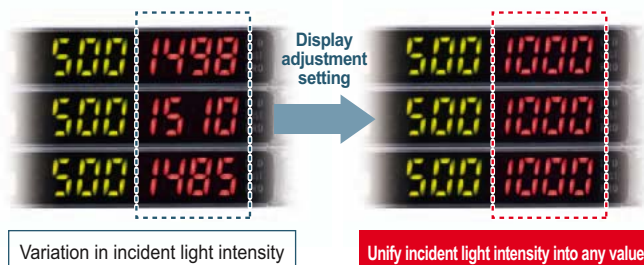 500 1498
500 1510
500 1485
Display
adjustment
setting
500 1000
500 1000
500 1000
Variation in incident light intensity
Unify incident light intensity into any value